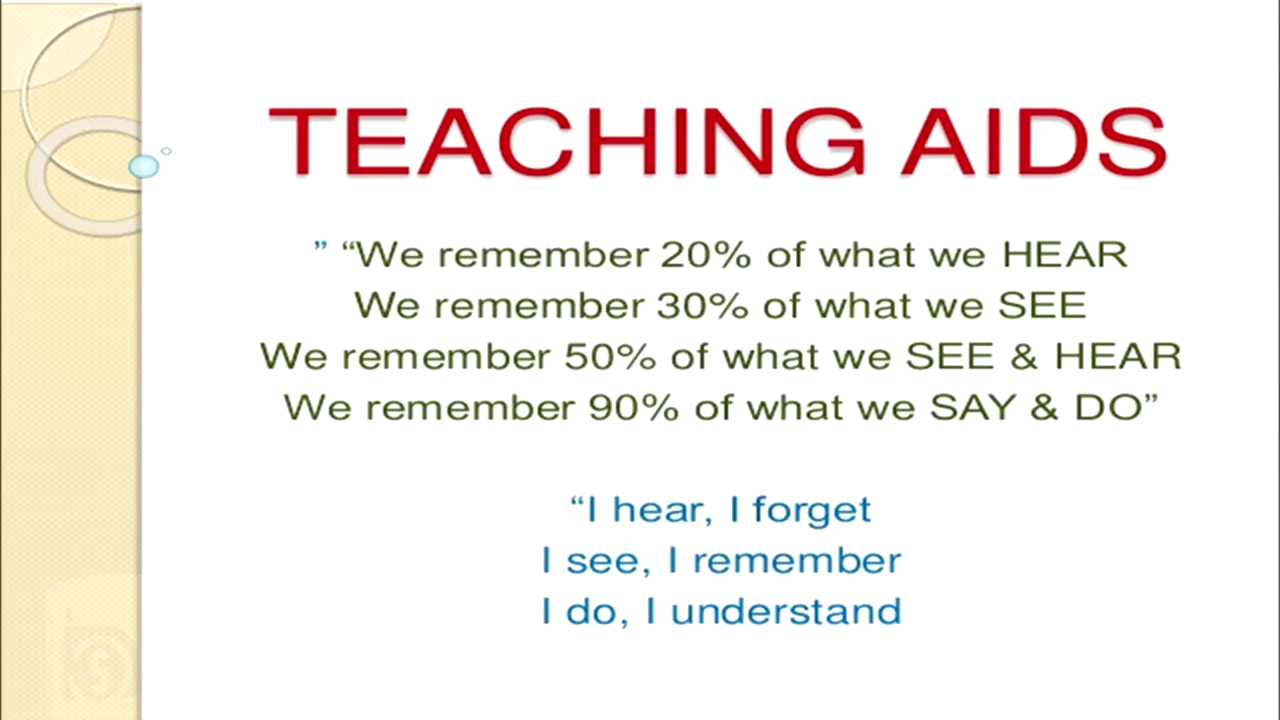 TEACHING AIDS
” “We remember 20% of what we HEAR
We remember 30% of what we SEE
We remember 50% of what we SEE & HEAR
We remember 90% of what we SAY & DO”
“I hear, I forget
I see, I remember
I do, I understand